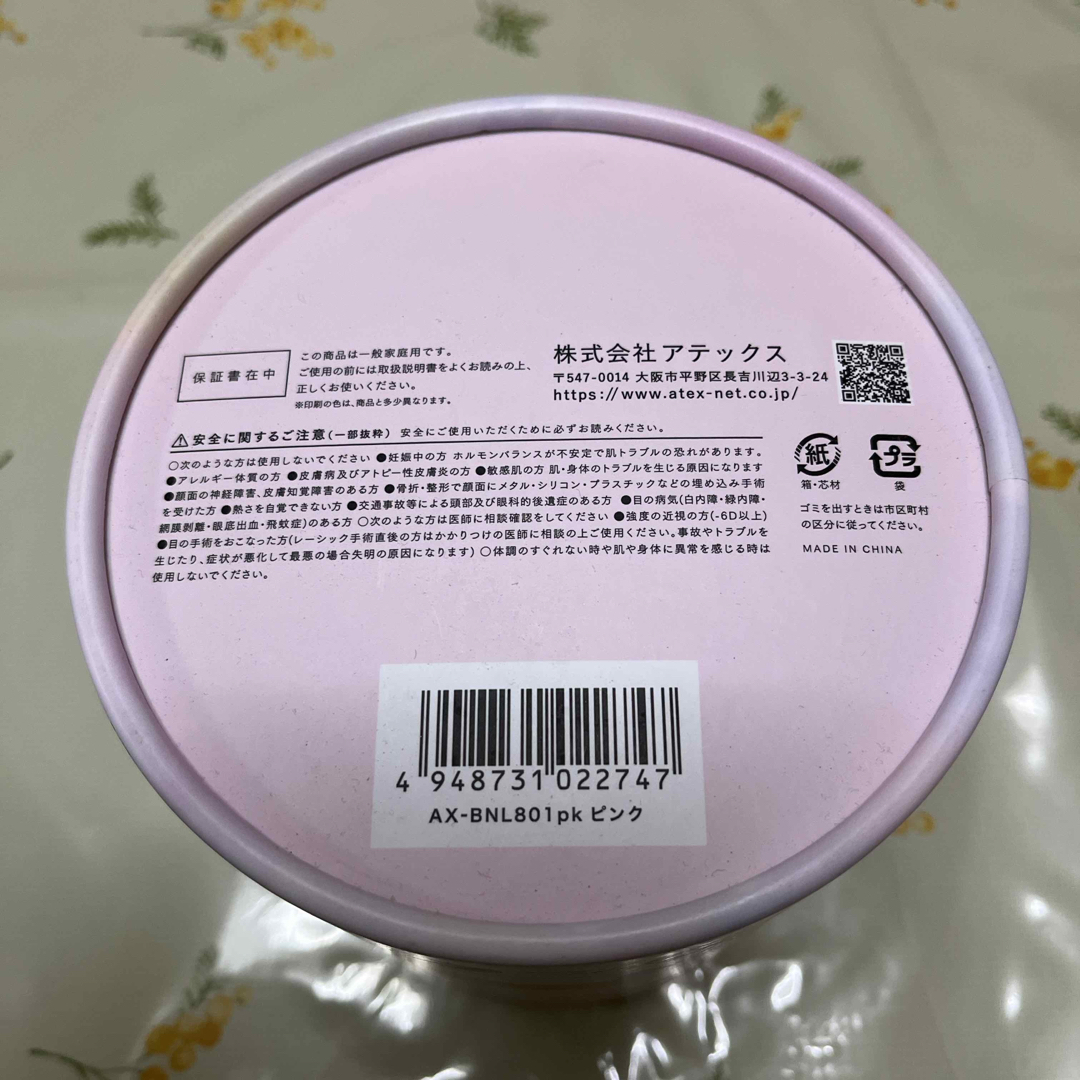 保証書在中
この商品は一般家庭用です。
ご使用の前には取扱説明書をよくお読みの上、
正しくお使いください。
※印刷の色は、商品と多少異なります。
株式会社アテックス
〒547-0014 大阪市平野区長吉川辺3-3-24
https://www.atex-net.co.jp/
安全に関するご注意(一部抜粋) 安全にご使用いただくために必ずお読みください。
○次のような方は使用しないでください ●妊娠中の方 ホルモンバランスが不安定で肌トラブルの恐れがあります。
●アレルギー体質の方 ●皮膚病及びアトピー性皮膚炎の方 ●敏感肌の方 肌・身体のトラブルを生じる原因になります
●顔面の神経障害、皮膚知覚障害のある方 ●骨折・整形で顔面にメタル・シリコン・プラスチックなどの埋め込み手術
を受けた方 ●熱さを自覚できない方 ●交通事故等による頭部及び眼科的後遺症のある方 ●目の病気(白内障・緑内障・
網膜剥離・眼底出血・飛蚊症)のある方 ○次のような方は医師に相談確認をしてください ●強度の近視の方(-6D以上)
●目の手術をおこなった方(レーシック手術直後の方はかかりつけの医師に相談の上ご使用ください。事故やトラブルを
生じたり、症状が悪化して最悪の場合失明の原因になります) ○体調のすぐれない時や肌や身体に異常を感じる時は
使用しないでください。
紙
箱・芯材
プラ
袋
ゴミを出すときは市区町村
の区分に従ってください。
MADE IN CHINA
4 948731 022747
AX-BNL801pk ピンク